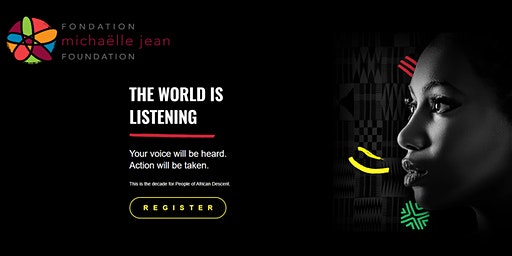 FONDATION
michaëlle jean
FOUNDATION
THE WORLD IS
LISTENING
Your voice will be heard.
Action will be taken.
This is the decade for People of African Descent.
REGISTER